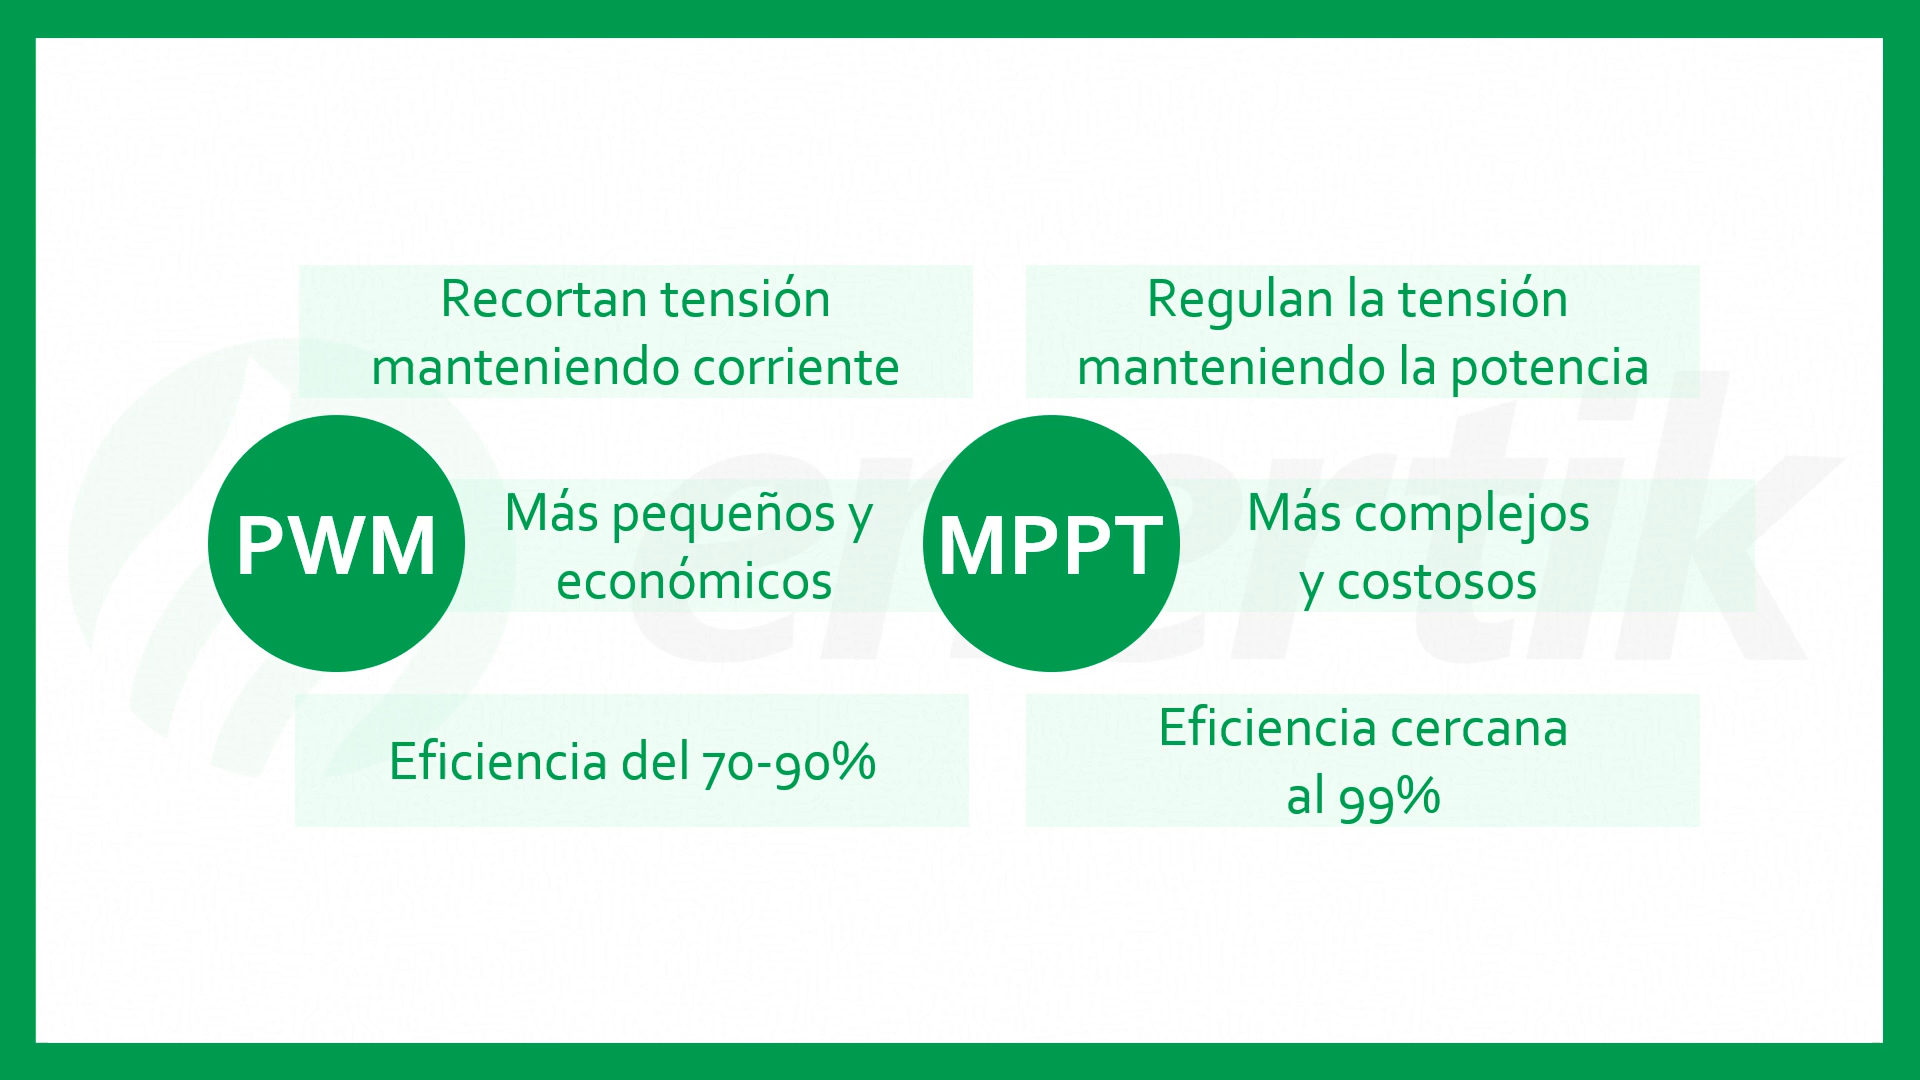 Recortan tensión
manteniendo corriente
PWM
Más pequeños y
económicos
Eficiencia del 70-90%
Regulan la tensión
manteniendo la potencia
MPPT
Más complejos
y costosos
Eficiencia cercana
al 99%
enertik